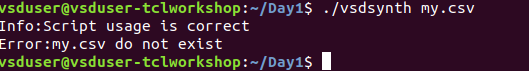 vsduser@vsduser-tclworkshop:~/Day1$ ./vsdsynth my.csv
Info:Script usage is correct
Error:my.csv do not exist
vsduser@vsduser-tclworkshop:~/Day1$